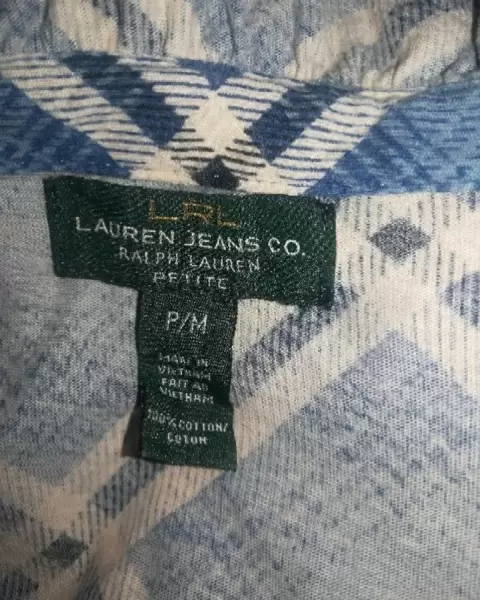 LRL
LAUREN JEANS CO.
RALPH LAUREN
PETITE
P/M
MADE IN
VIETNAM
FAIT AU
VIETNAM
100% COTTON/
COTON